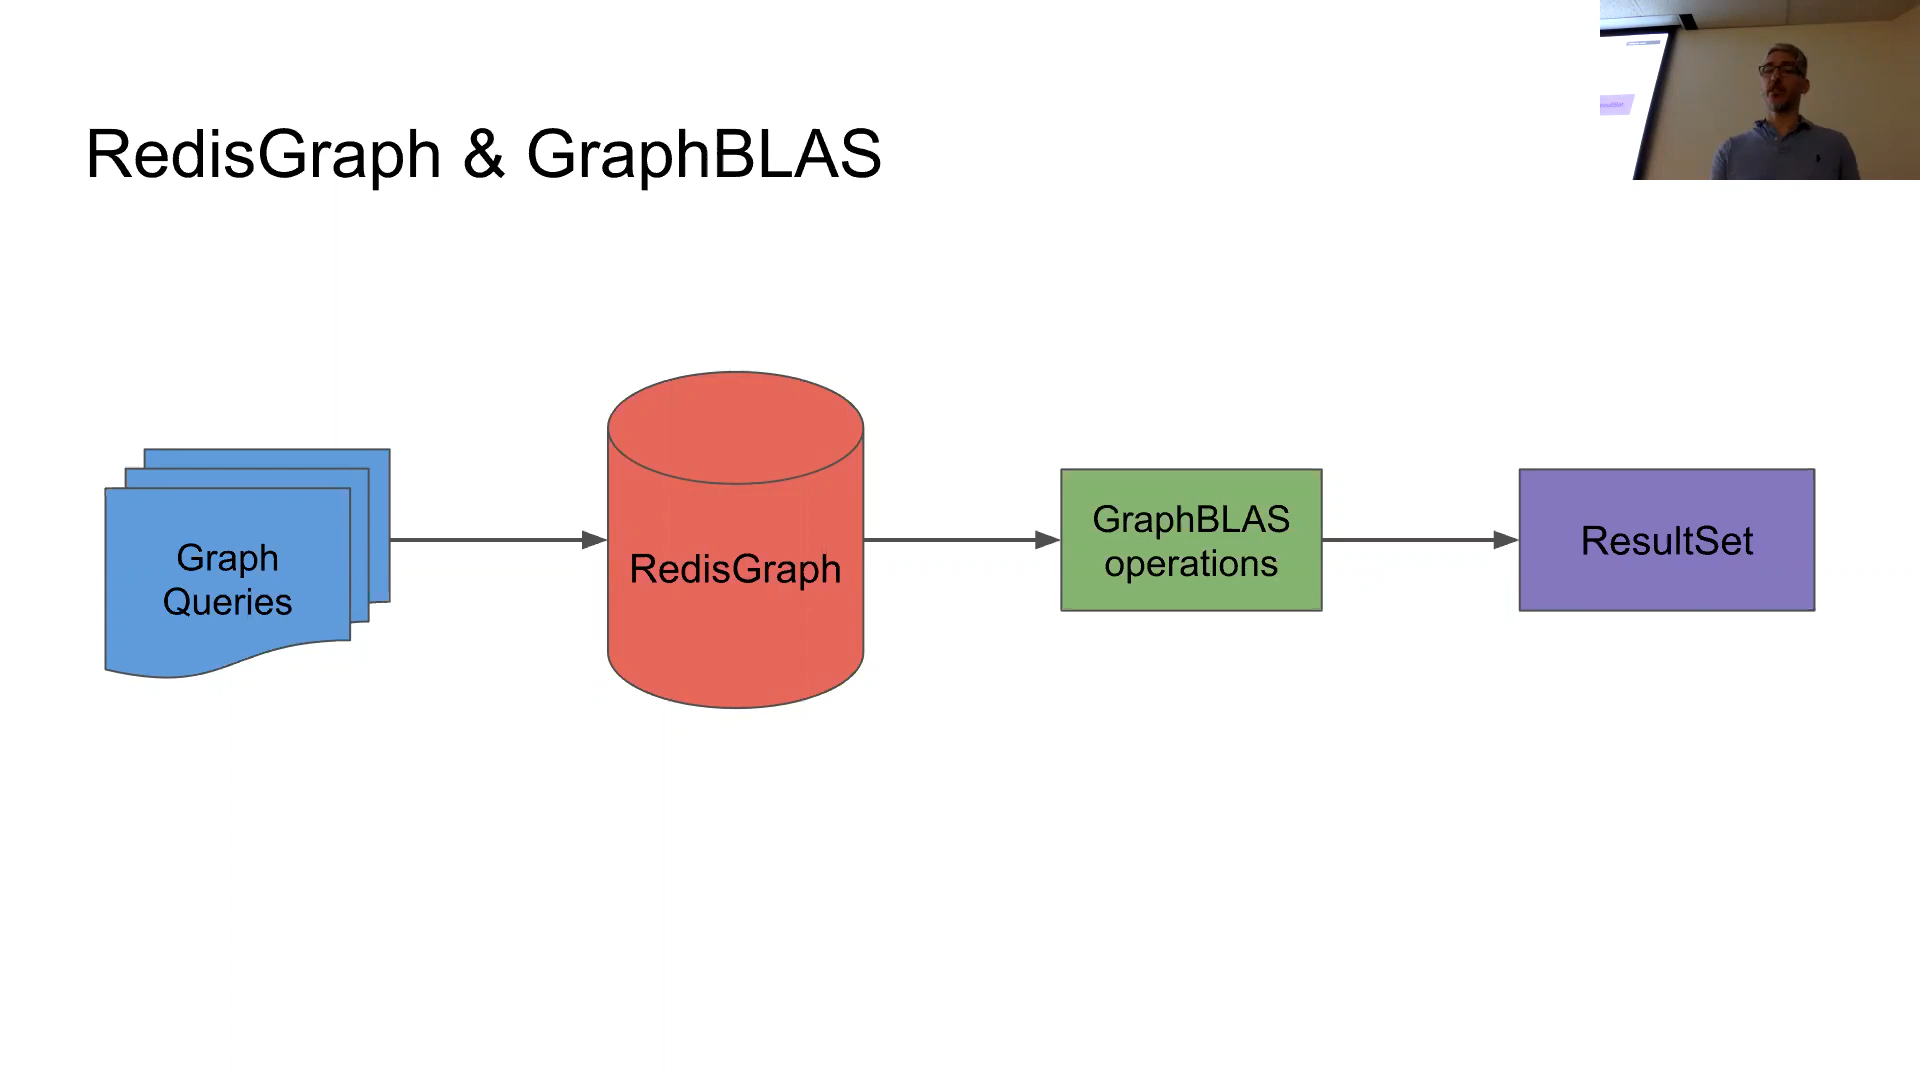 RedisGraph & GraphBLAS
Graph
Queries
RedisGraph
GraphBLAS
operations
ResultSet